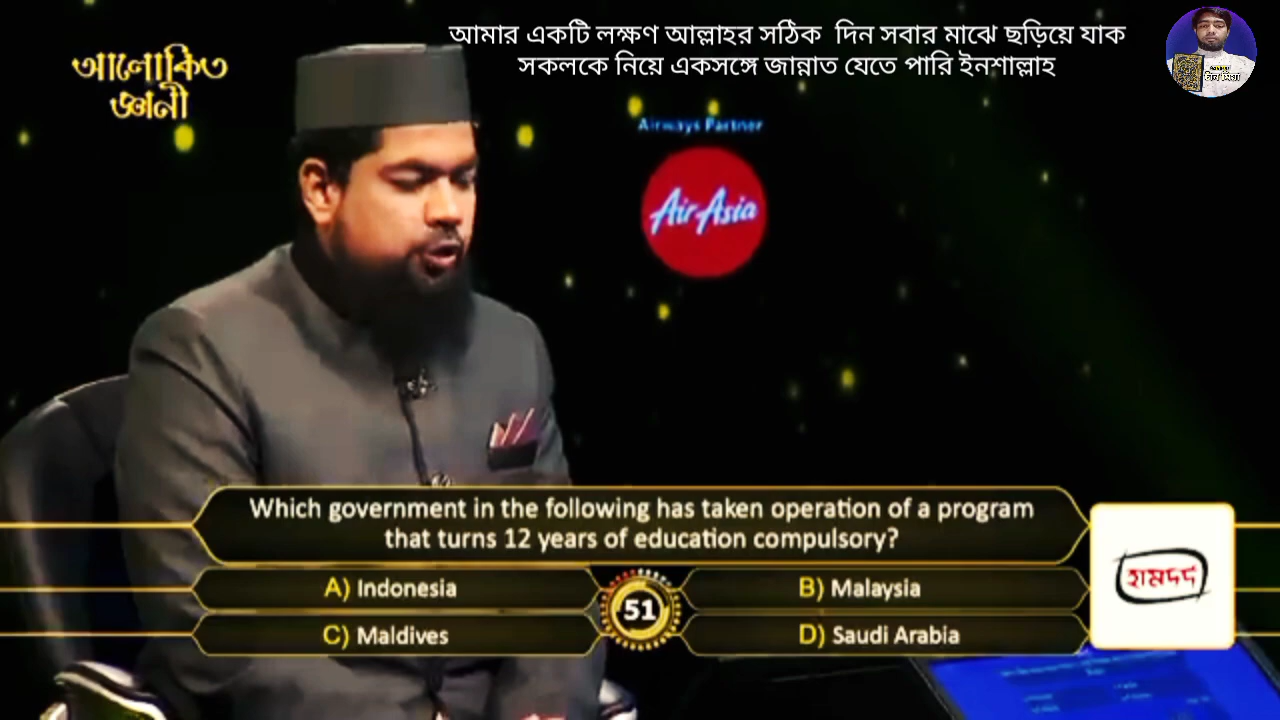 আমার একটি লক্ষণ আল্লাহর সঠিক দিন সবার মাঝে ছড়িয়ে যাক
সকলকে নিয়ে একসঙ্গে জান্নাত যেতে পারি ইনশাল্লাহ
আলোকিত
জ্ঞানী
Airways Partner
AirAsia
Which government in the following has taken operation of a program
that turns 12 years of education compulsory?
A) Indonesia
B) Malaysia
51
C) Maldives
D) Saudi Arabia
হামদর্দ